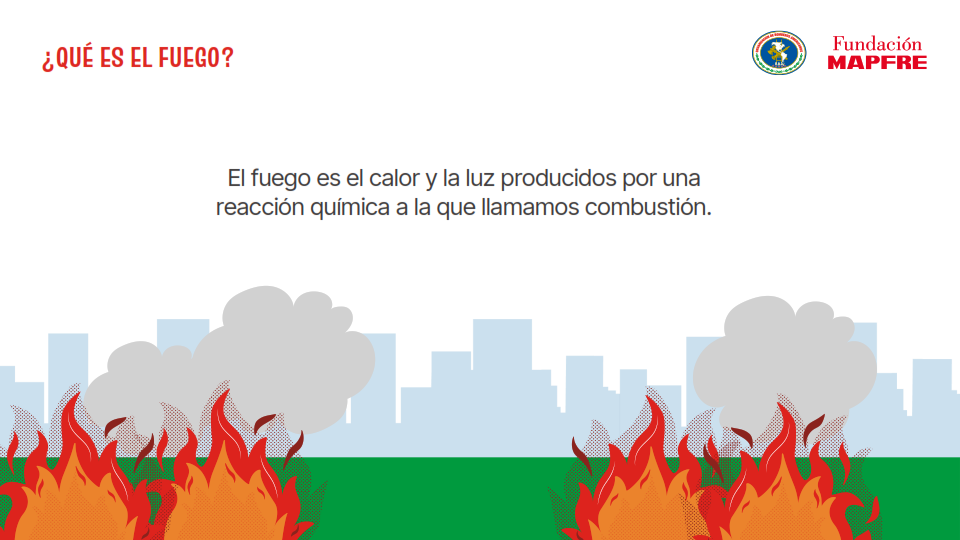 ¿QUÉ ES EL FUEGO?
Fundación
MAPFRE
El fuego es el calor y la luz producidos por una
reacción química a la que llamamos combustión.